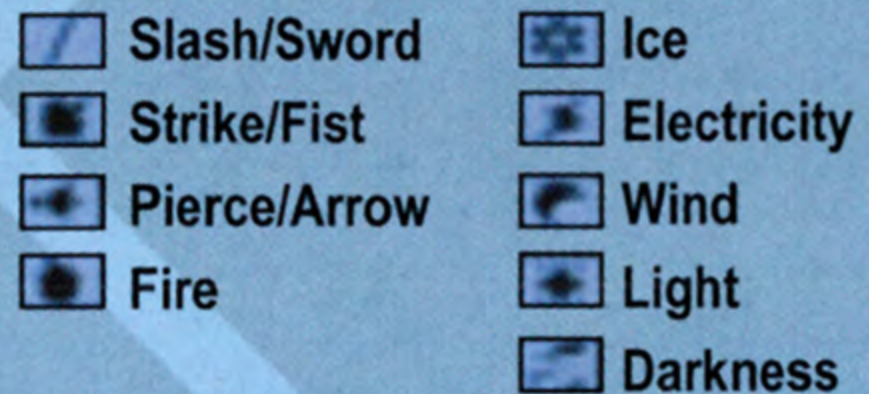 Slash/Sword
Strike/Fist
Pierce/Arrow
Fire
Ice
Electricity
Wind
Light
Darkness